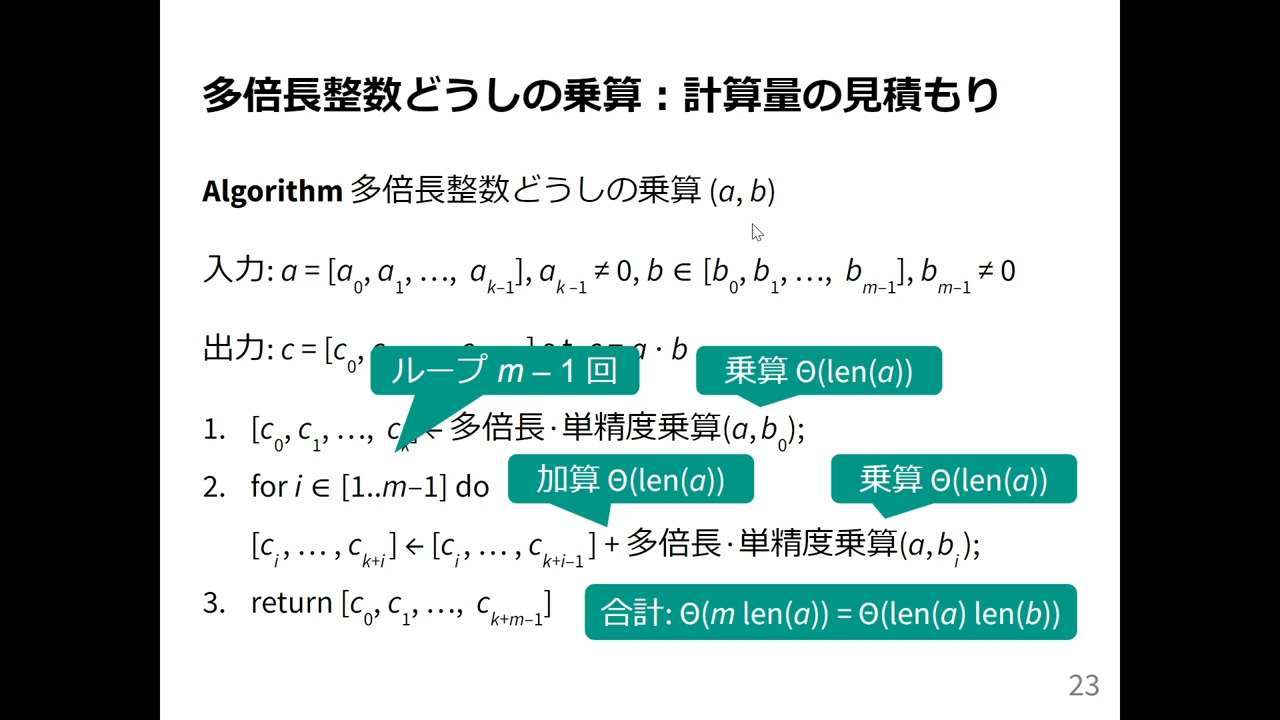 多倍長整数どうしの乗算：計算量の見積もり
Algorithm 多倍長整数どうしの乗算 (a, b)
入力: a = [a0, a1, …, ak−1], ak−1 ≠ 0, b ∈ [b0, b1, …, bm−1], bm−1 ≠ 0
出力: c = [c0, a · b
ループ m – 1 回
乗算 Θ(len(a))
1. [c0, c1, …, ck] ← 多倍長·単精度乗算(a, b0);
2. for i ∈ [1..m−1] do
加算 Θ(len(a))
乗算 Θ(len(a))
[ci, … , ck+i] ← [ci, … , ck+i−1] + 多倍長·単精度乗算(a, bi);
3. return [c0, c1, …, ck+m−1]
合計: Θ(m len(a)) = Θ(len(a) len(b))
23